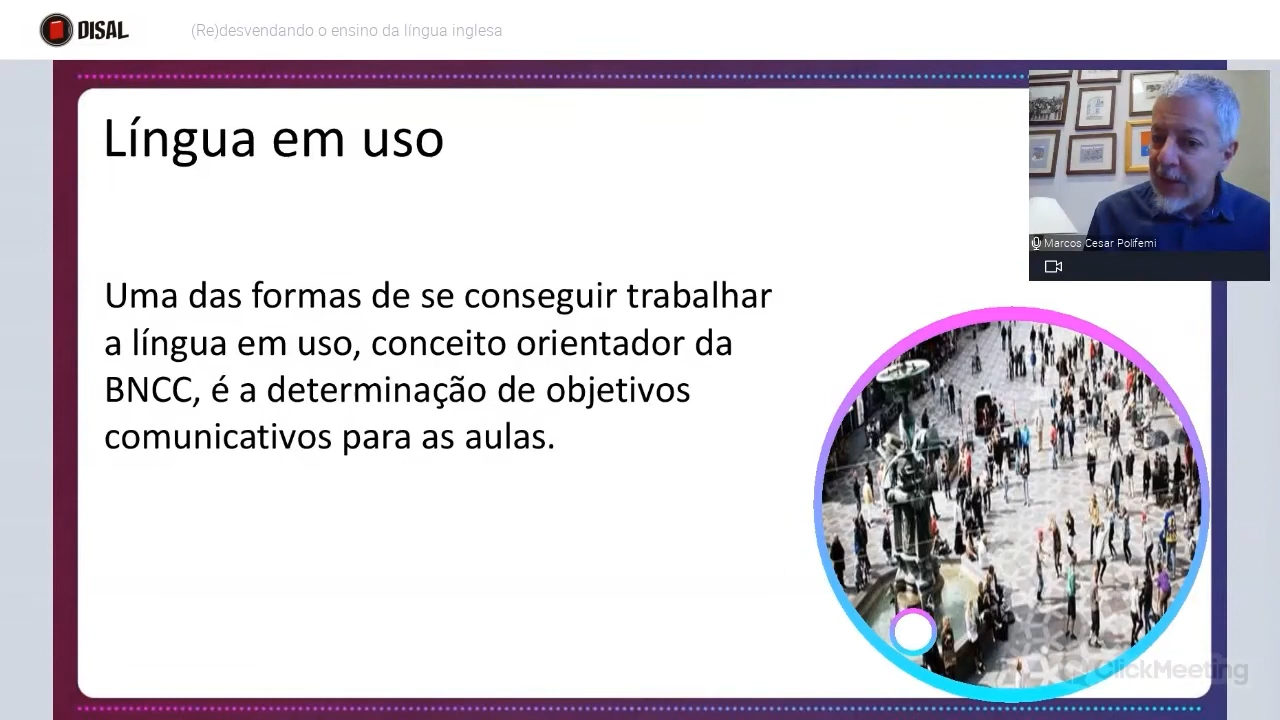 DISAL
(Re)desvendando o ensino da língua inglesa
Língua em uso
Marcos Cesar Polifemi
Uma das formas de se conseguir trabalhar
a língua em uso, conceito orientador da
BNCC, é a determinação de objetivos
comunicativos para as aulas.
ClickMeeting